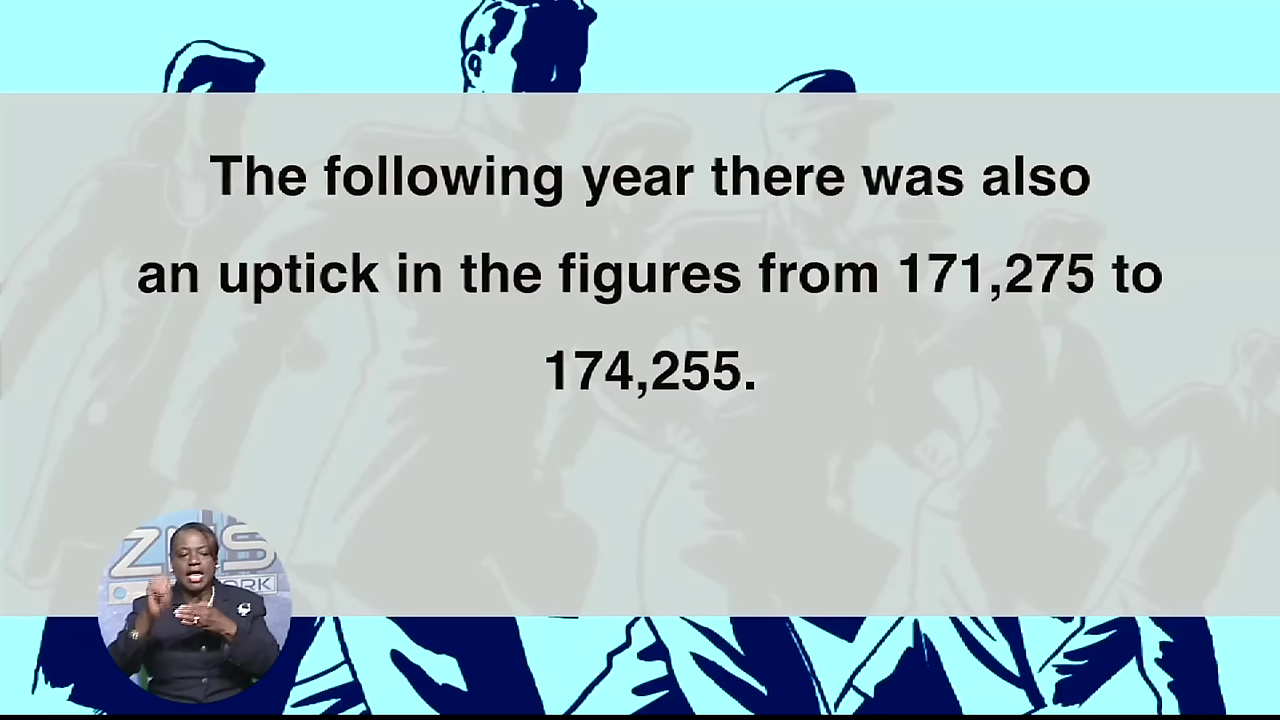 The following year there was also
an uptick in the figures from 171,275 to
174,255.